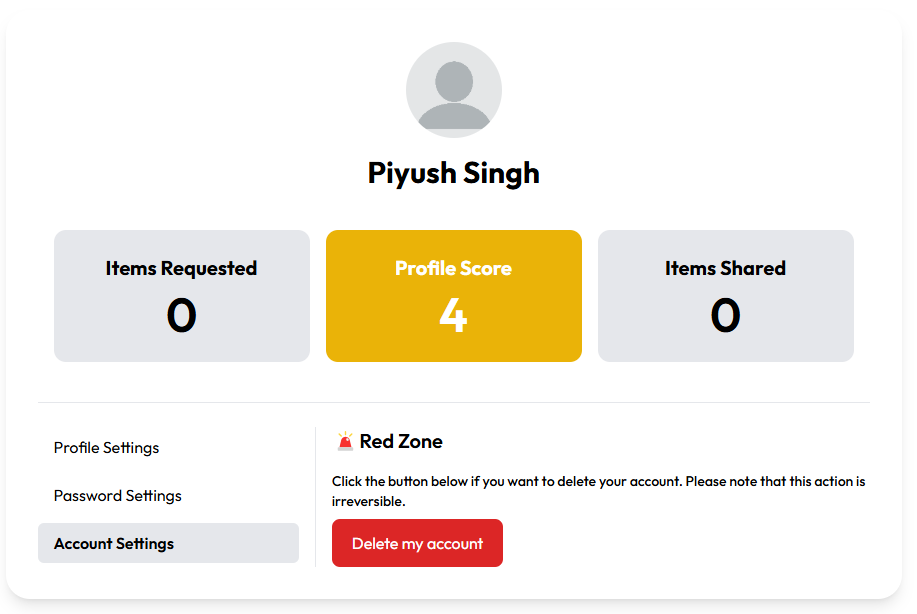 Piyush Singh
Items Requested
0
Profile Score
4
Items Shared
0
Profile Settings
Password Settings
Account Settings
Red Zone
Click the button below if you want to delete your account. Please note that this action is
irreversible.
Delete my account